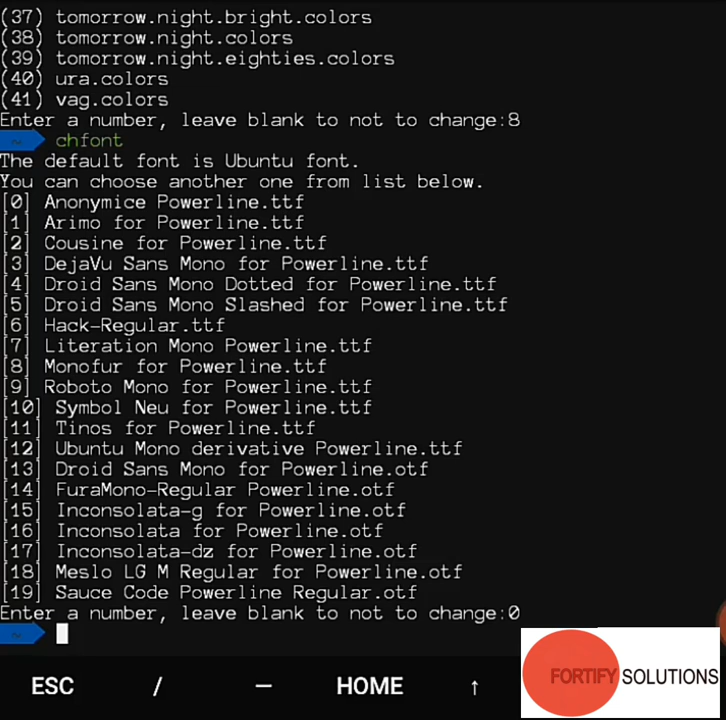 (37) tomorrow.night.bright.colors
(38) tomorrow.night.colors
(39) tomorrow.night.eighties.colors
(40) ura.colors
(41) vag.colors
Enter a number, leave blank to not to change:8
~ chfont
The default font is Ubuntu font.
You can choose another one from list below.
[0] Anonymice Powerline.ttf
[1] Arimo for Powerline.ttf
[2] Cousine for Powerline.ttf
[3] DejaVu Sans Mono for Powerline.ttf
[4] Droid Sans Mono Dotted for Powerline.ttf
[5] Droid Sans Mono Slashed for Powerline.ttf
[6] Hack-Regular.ttf
[7] Literation Mono Powerline.ttf
[8] Monofur for Powerline.ttf
[9] Roboto Mono for Powerline.ttf
[10] Symbol Neu for Powerline.ttf
[11] Tinos for Powerline.ttf
[12] Ubuntu Mono derivative Powerline.ttf
[13] Droid Sans Mono for Powerline.otf
[14] FuraMono-Regular Powerline.otf
[15] Inconsolata-g for Powerline.otf
[16] Inconsolata for Powerline.otf
[17] Inconsolata-dz for Powerline.otf
[18] Meslo LG M Regular for Powerline.otf
[19] Sauce Code Powerline Regular.otf
Enter a number, leave blank to not to change:0
~
ESC / — HOME ↑
FORTIFY SOLUTIONS